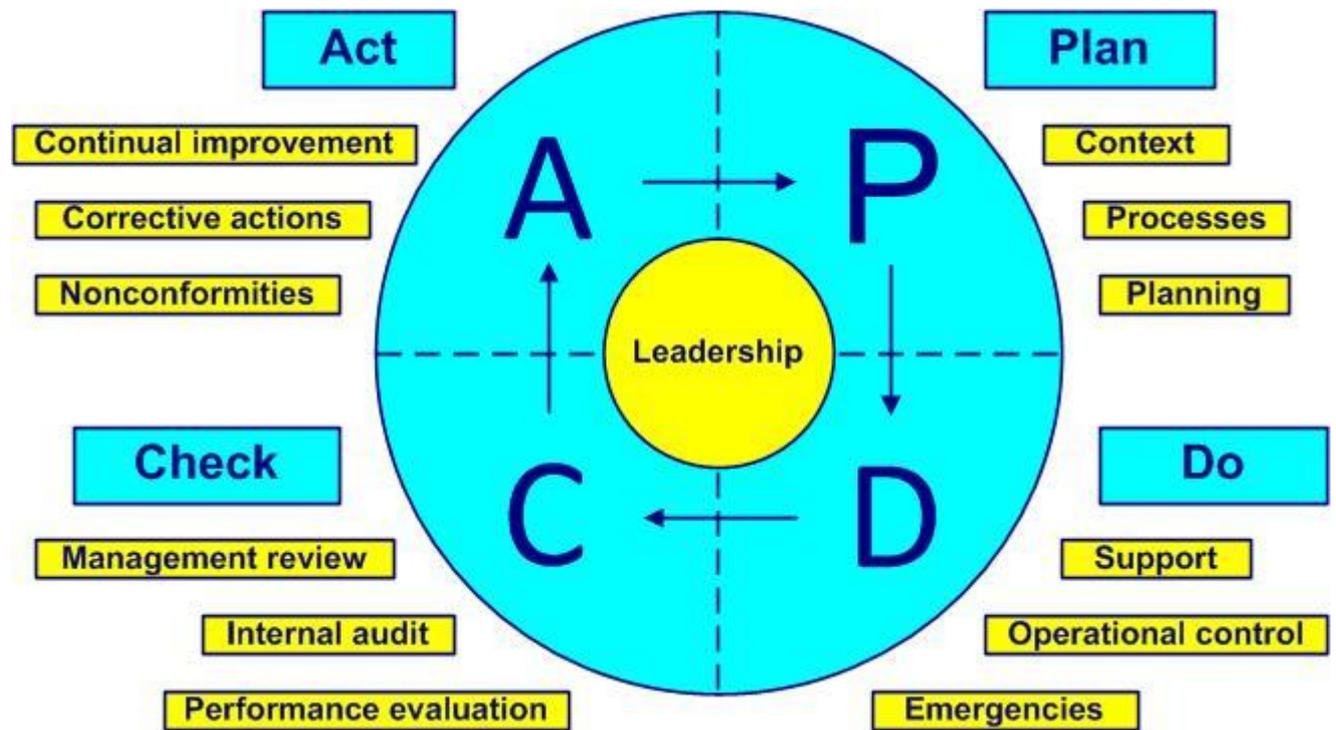 Act
Plan
Continual improvement
Context
Corrective actions
Processes
Nonconformities
Planning
A
P
Leadership
C
D
Check
Do
Management review
Support
Internal audit
Operational control
Performance evaluation
Emergencies